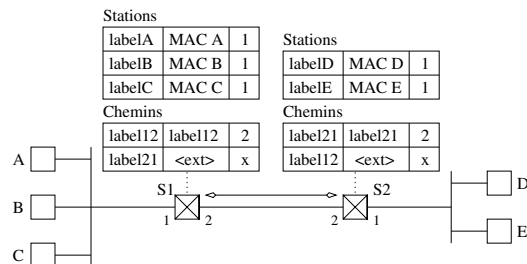 Stations
labelA MAC A 1
labelB MAC B 1
labelC MAC C 1
Chemins
label12 label12 2
label21 <ext> x
Stations
labelD MAC D 1
labelE MAC E 1
Chemins
label21 label21 2
label12 <ext> x
A
B
C
S1
1 2
S2
2 1
D
E